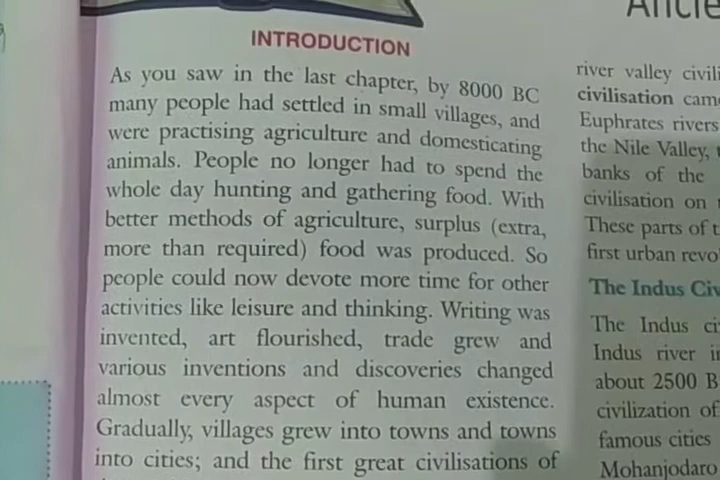 INTRODUCTION
As you saw in the last chapter, by 8000 BC
many people had settled in small villages, and
were practising agriculture and domesticating
animals. People no longer had to spend the
whole day hunting and gathering food. With
better methods of agriculture, surplus (extra,
more than required) food was produced. So
people could now devote more time for other
activities like leisure and thinking. Writing was
invented, art flourished, trade grew and
various inventions and discoveries changed
almost every aspect of human existence.
Gradually, villages grew into towns and towns
into cities; and the first great civilisations of
river valley
civilisation
Euphrates rivers
the Nile Valley,
banks of the
civilisation on
These parts of
first urban
The Indus
The Indus
Indus river
about 2500
civilization of
famous cities
Mohanjodaro